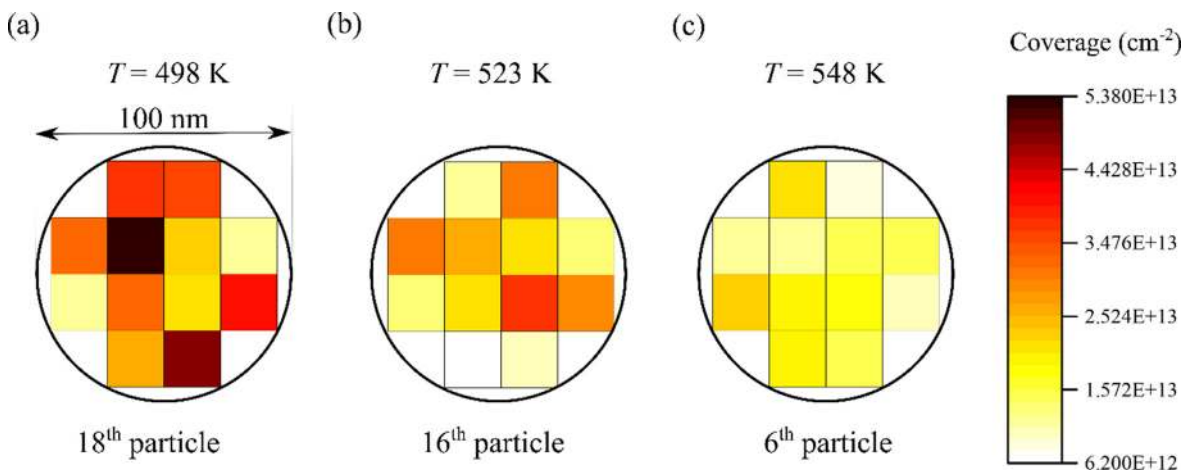 (a)
(b)
(c)
Coverage (cm⁻²)
T = 498 K
T = 523 K
T = 548 K
100 nm
5.380E+13
4.428E+13
3.476E+13
2.524E+13
1.572E+13
6.200E+12
18ᵗʰ particle
16ᵗʰ particle
6ᵗʰ particle